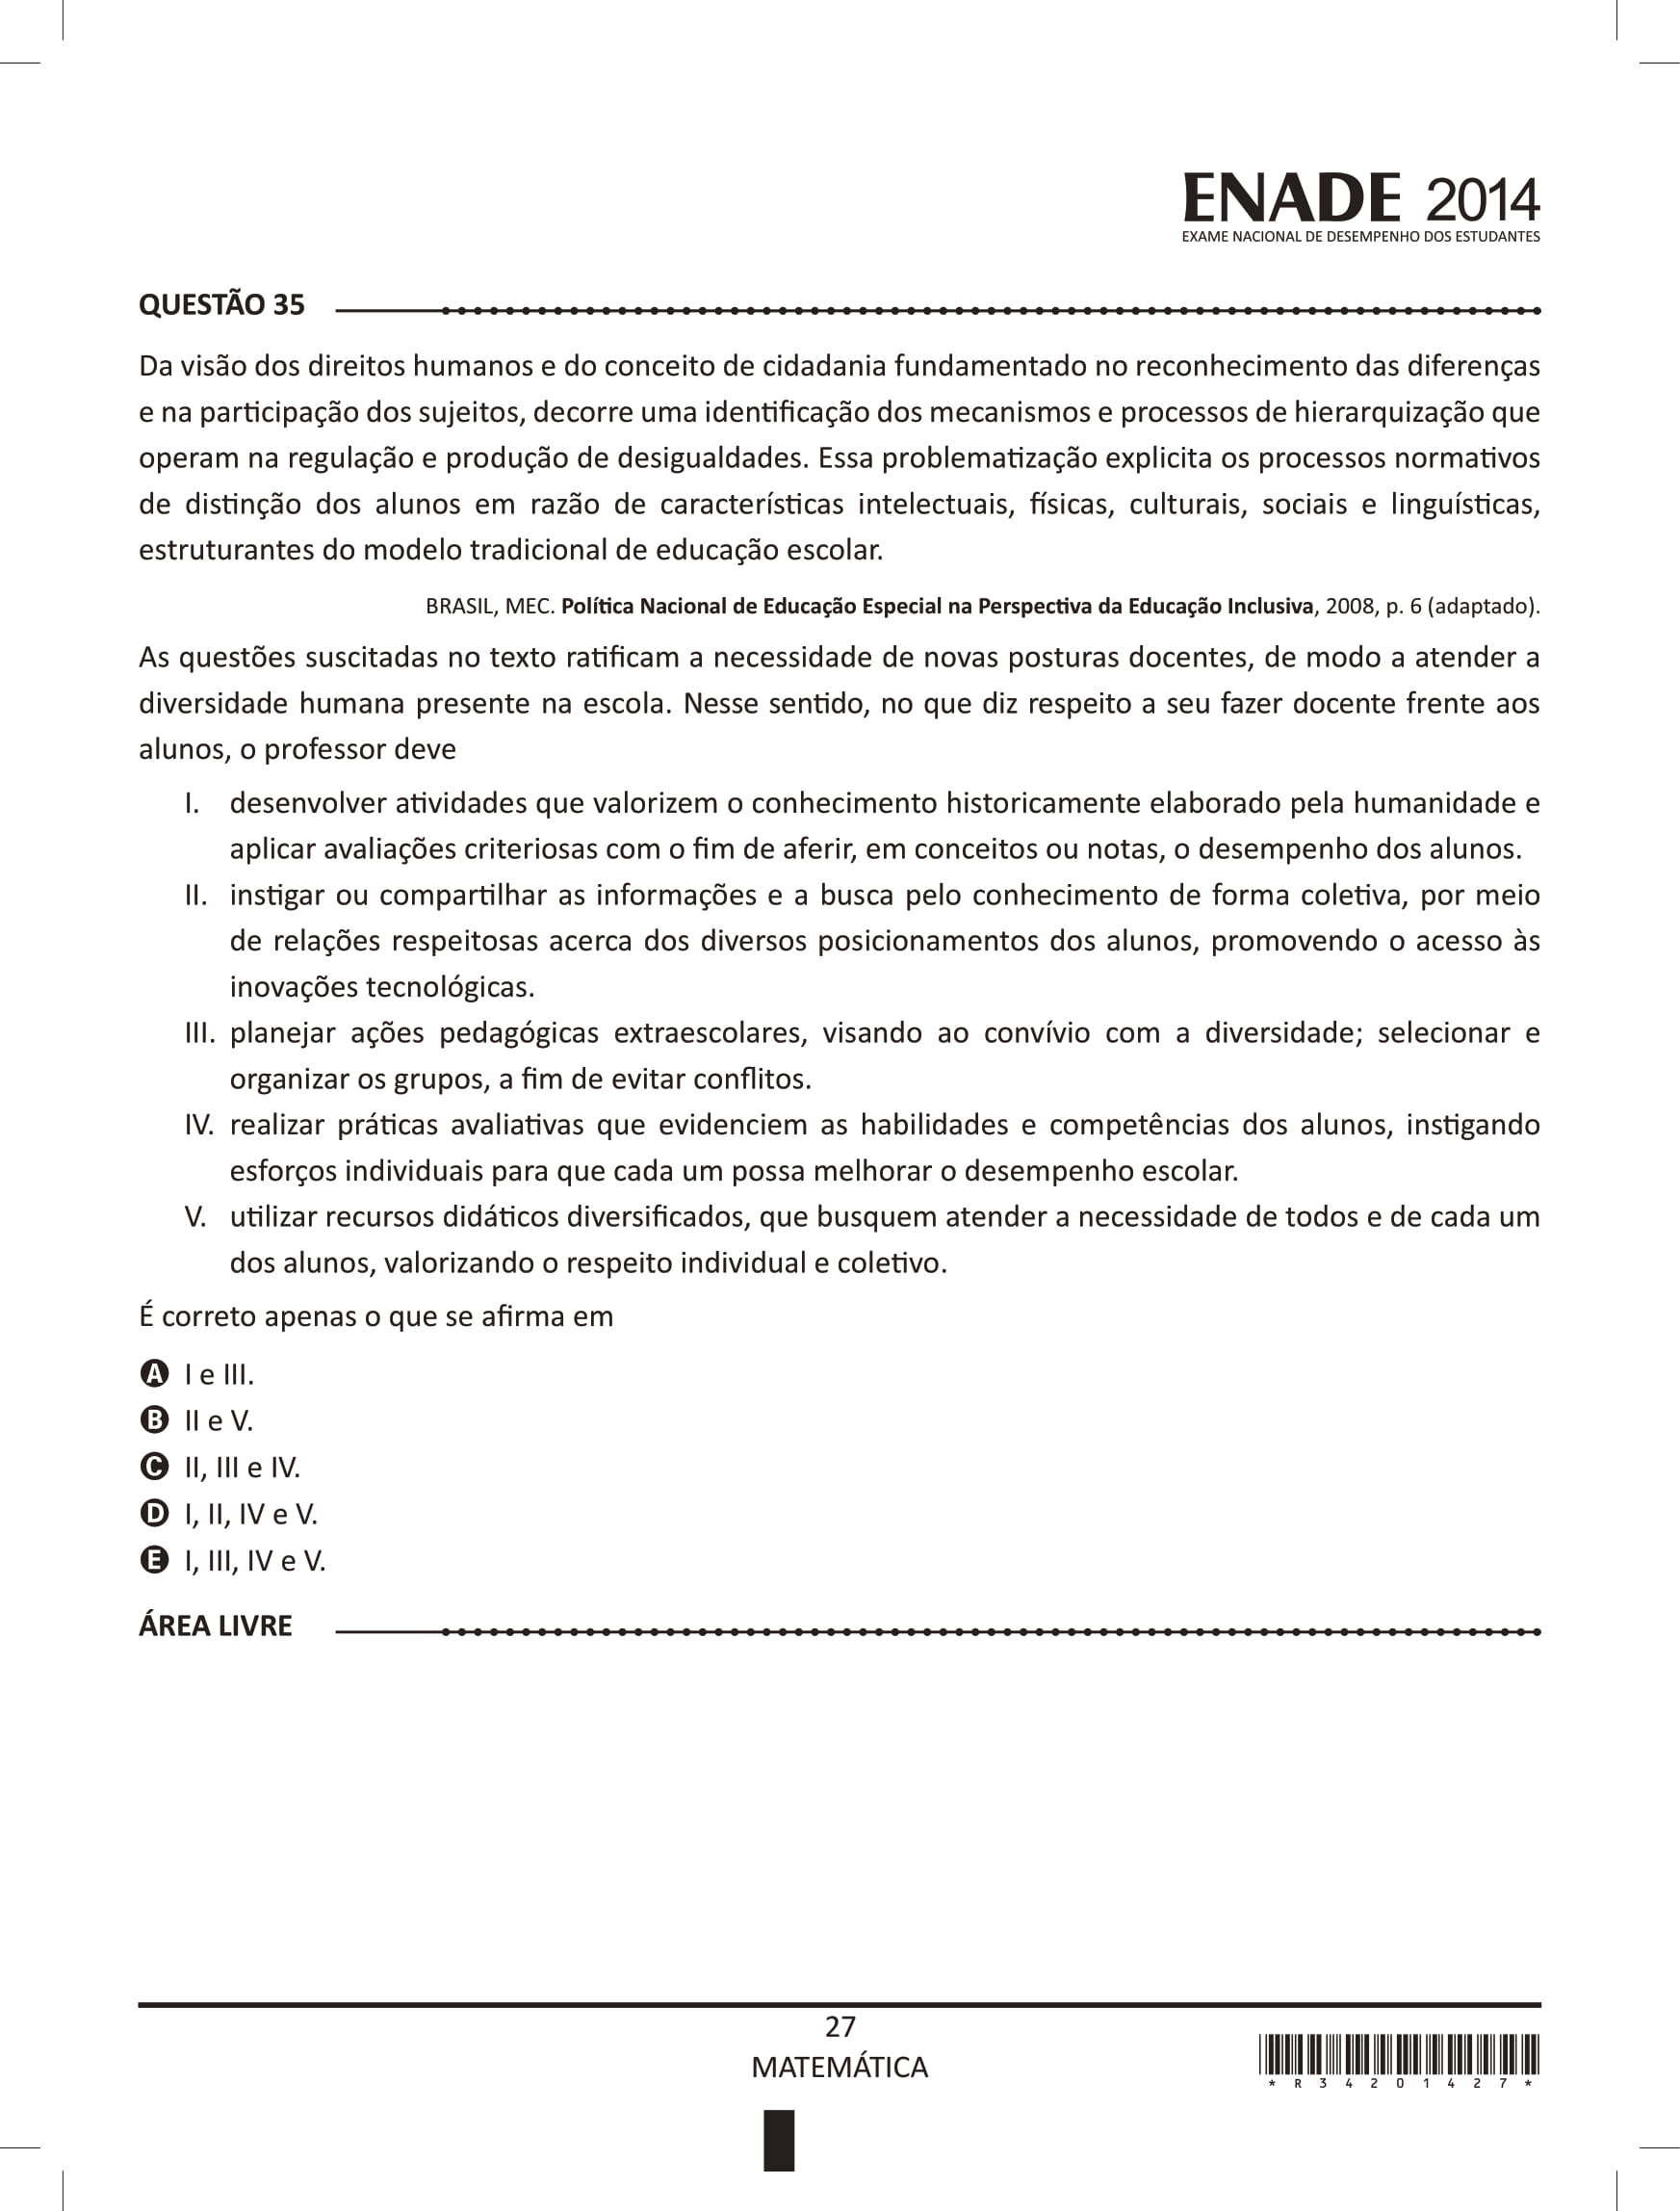 ENADE 2014
EXAME NACIONAL DE DESEMPENHO DOS ESTUDANTES
QUESTÃO 35
Da visão dos direitos humanos e do conceito de cidadania fundamentado no reconhecimento das diferenças
e na participação dos sujeitos, decorre uma identificação dos mecanismos e processos de hierarquização que
operam na regulação e produção de desigualdades. Essa problematização explicita os processos normativos
de distinção dos alunos em razão de características intelectuais, físicas, culturais, sociais e linguísticas,
estruturantes do modelo tradicional de educação escolar.
BRASIL, MEC. Política Nacional de Educação Especial na Perspectiva da Educação Inclusiva, 2008, p. 6 (adaptado).
As questões suscitadas no texto ratificam a necessidade de novas posturas docentes, de modo a atender a
diversidade humana presente na escola. Nesse sentido, no que diz respeito a seu fazer docente frente aos
alunos, o professor deve
I. desenvolver atividades que valorizem o conhecimento historicamente elaborado pela humanidade e
aplicar avaliações criteriosas com o fim de aferir, em conceitos ou notas, o desempenho dos alunos.
II. instigar ou compartilhar as informações e a busca pelo conhecimento de forma coletiva, por meio
de relações respeitosas acerca dos diversos posicionamentos dos alunos, promovendo o acesso às
inovações tecnológicas.
III. planejar ações pedagógicas extraescolares, visando ao convívio com a diversidade; selecionar e
organizar os grupos, a fim de evitar conflitos.
IV. realizar práticas avaliativas que evidenciem as habilidades e competências dos alunos, instigando
esforços individuais para que cada um possa melhorar o desempenho escolar.
V. utilizar recursos didáticos diversificados, que busquem atender a necessidade de todos e de cada um
dos alunos, valorizando o respeito individual e coletivo.
É correto apenas o que se afirma em
A I e III.
B II e V.
C II, III e IV.
D I, II, IV e V.
E I, III, IV e V.
ÁREA LIVRE
27
MATEMÁTICA
* R 3 4 2 0 1 4 2 7 *